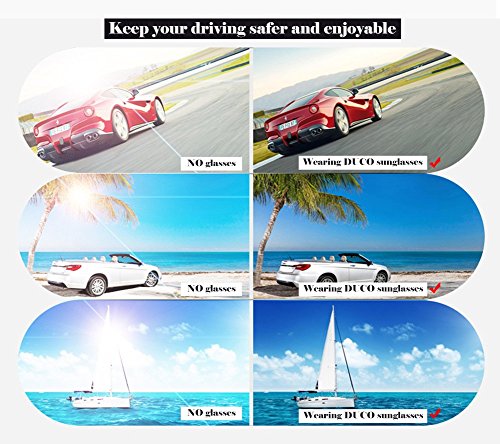 Keep your driving safer and enjoyable
NO glasses
Wearing DUCO sunglasses
NO glasses
Wearing DUCO sunglasses
NO glasses
Wearing DUCO sunglasses